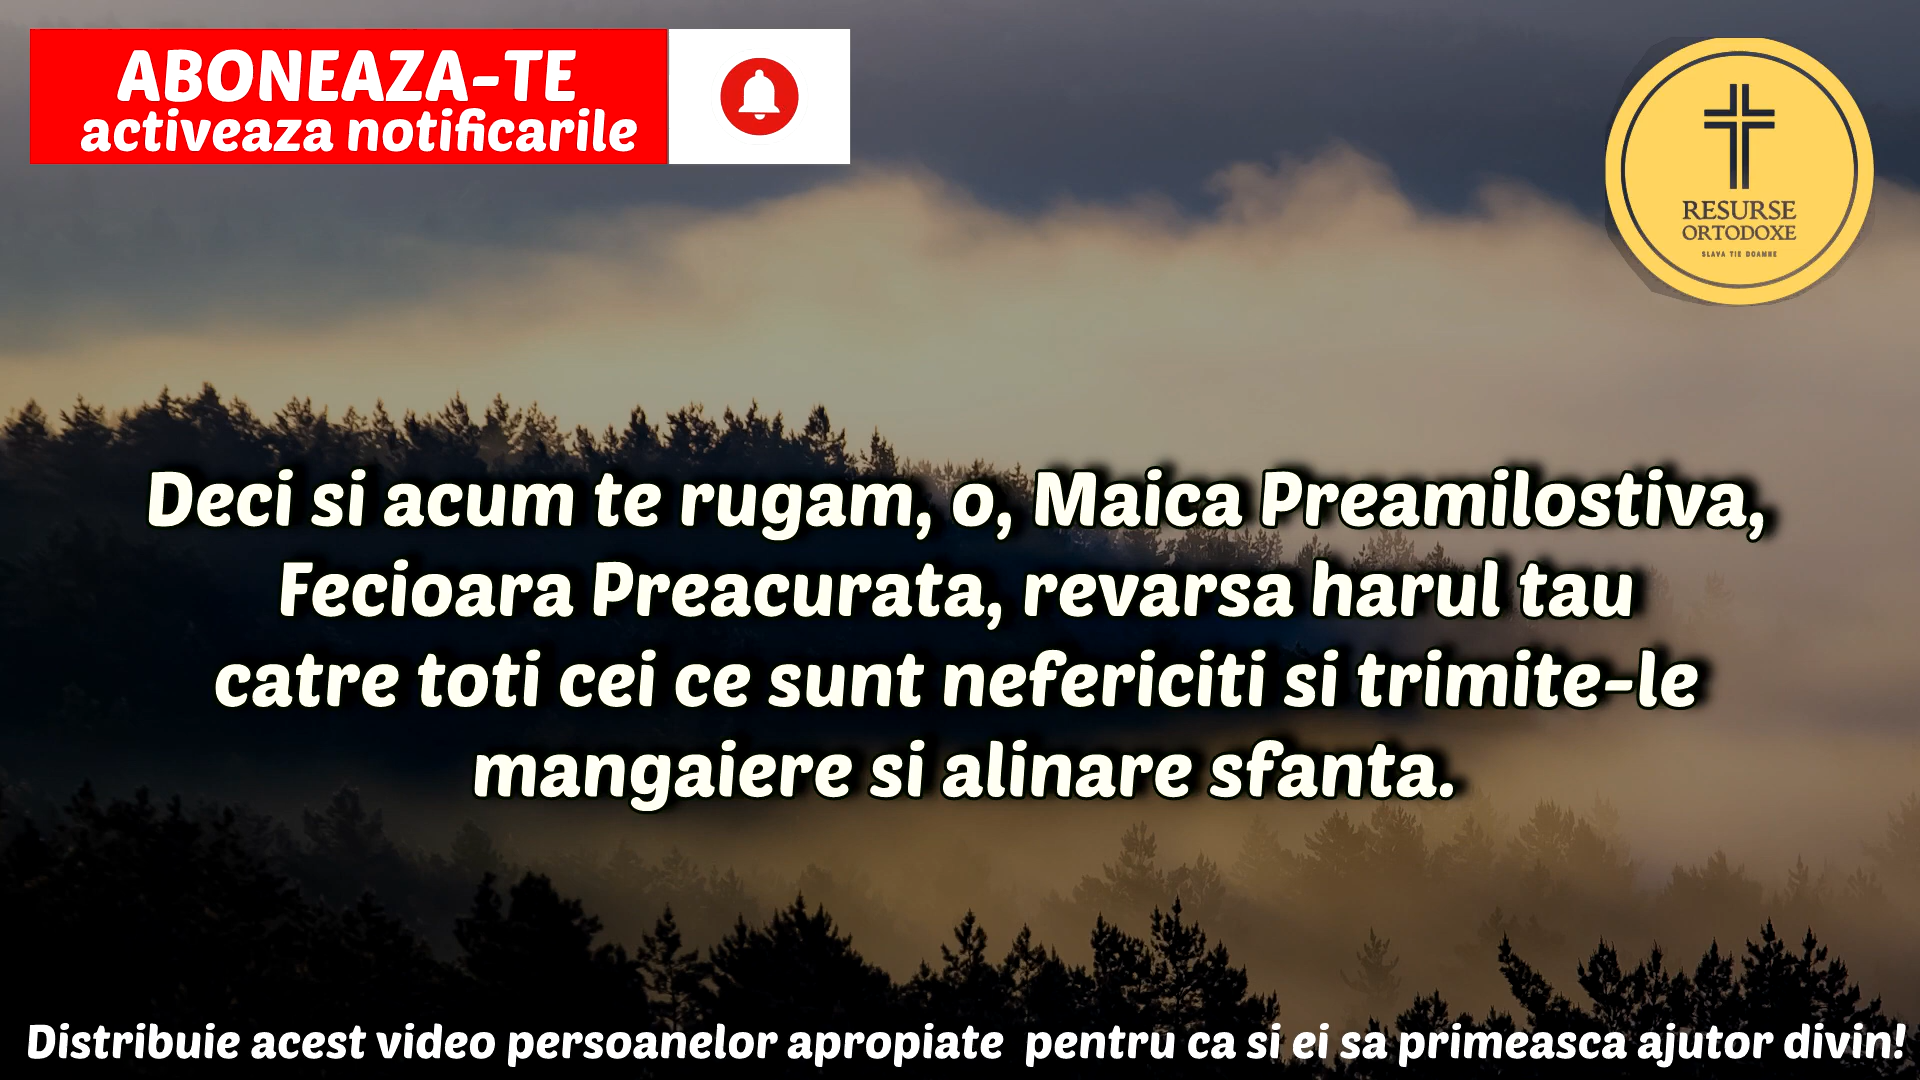 ABONEAZA-TE
activeaza notificarile
RESURSE
ORTODOXE
SLAVA TIE DOAMNE
Deci si acum te rugam, o, Maica Preamilostiva,
Fecioara Preacurata, revarsa harul tau
catre toti cei ce sunt nefericiti si trimite-le
mangaiere si alinare sfanta.
Distribuie acest video persoanelor apropiate pentru ca si ei sa primeasca ajutor divin!